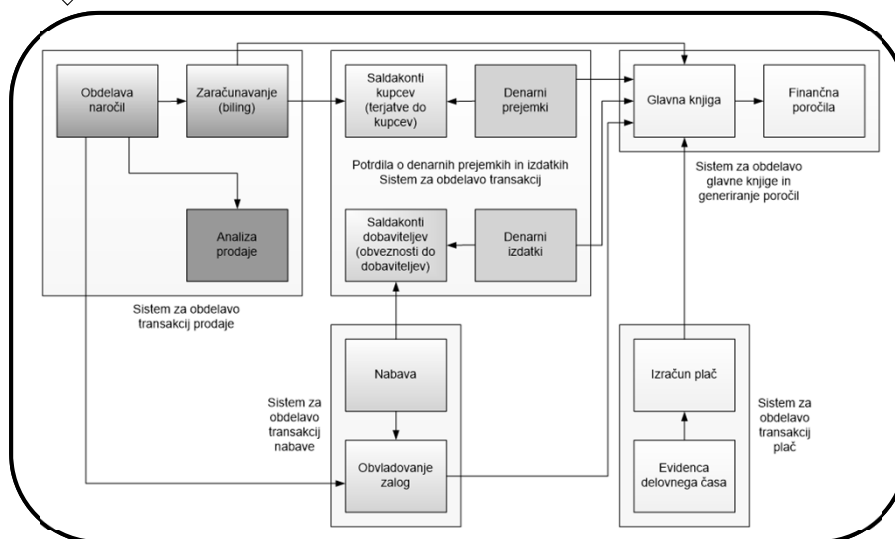 Obdelava
naročil
Zaračunavanje
(biling)
Saldakonti
kupcev
(terjatve do
kupcev)
Denarni
prejemki
Glavna knjiga
Finančna
poročila
Potrdila o denarnih prejemkih in izdatkih
Sistem za obdelavo transakcij
Sistem za obdelavo
glavne knjige in
generiranje poročil
Analiza
prodaje
Saldakonti
dobaviteljev
(obveznosti do
dobaviteljev)
Denarni
izdatki
Sistem za obdelavo
transakcij prodaje
Nabava
Izračun plač
Sistem za
obdelavo
transakcij
nabave
Sistem za
obdelavo
transakcij
plač
Obvladovanje
zalog
Evidenca
delovnega časa